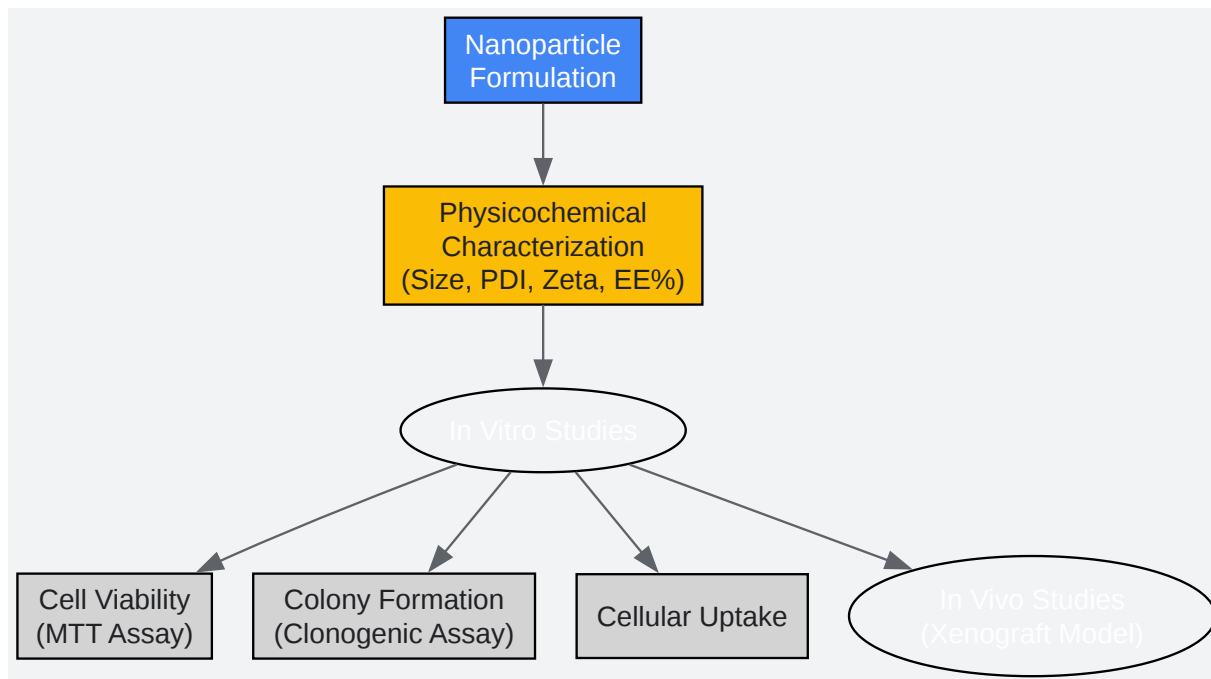 Nanoparticle
Formulation
Physicochemical
Characterization
(Size, PDI, Zeta, EE%)
In Vitro Studies
Cell Viability
(MTT Assay)
Colony Formation
(Clonogenic Assay)
Cellular Uptake
In Vivo Studies
(Xenograft Model)